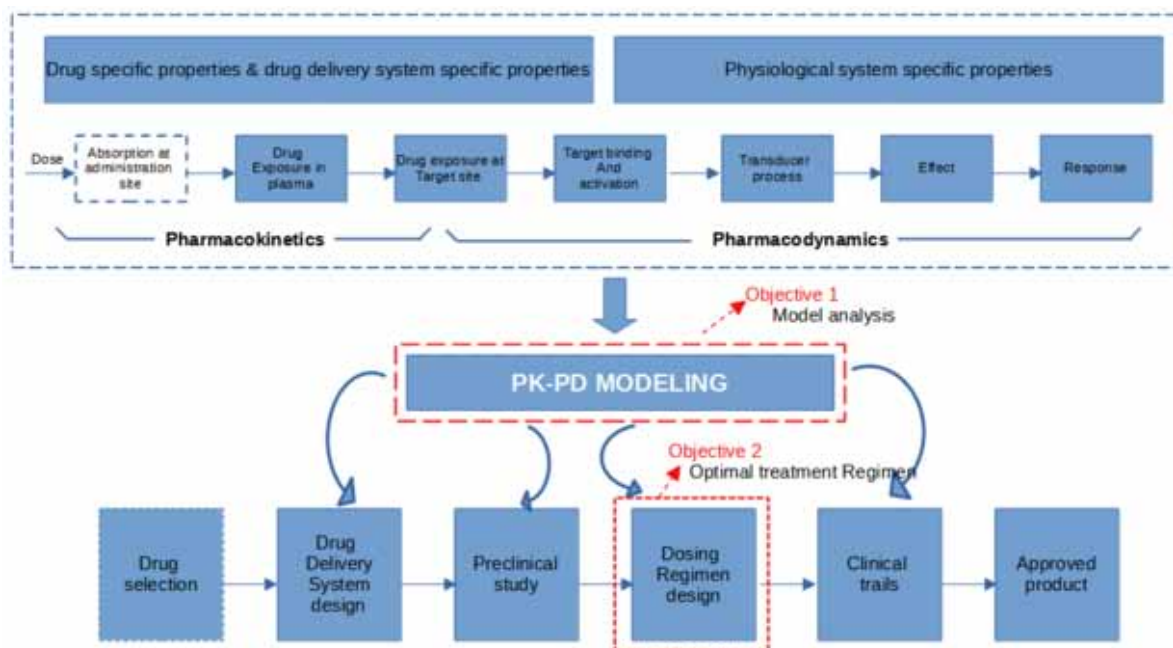 Drug specific properties & drug delivery system specific properties
Physiological system specific properties
Dose
Absorption at
administration
site
Drug
Exposure in
plasma
Drug exposure at
Target site
Target binding
And
activation
Transducer
process
Effect
Response
Pharmacokinetics
Pharmacodynamics
Objective 1
Model analysis
PK-PD MODELING
Objective 2
Optimal treatment Regimen
Drug
selection
Drug
Delivery
System
design
Preclinical
study
Dosing
Regimen
design
Clinical
trails
Approved
product